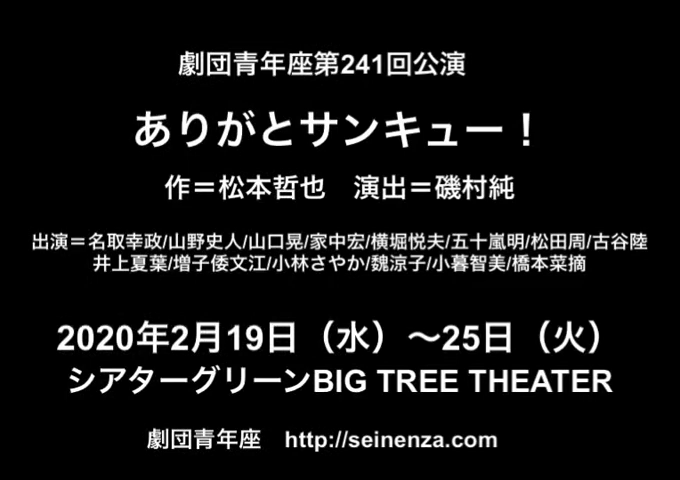 劇団青年座第241回公演
ありがとサンキュー！
作＝松本哲也　演出＝磯村純
出演＝名取幸政/山野史人/山口晃/家中宏/横堀悦夫/五十嵐明/松田周/古谷陸
井上夏葉/増子倭文江/小林さやか/魏涼子/小暮智美/橋本菜摘
2020年2月19日（水）〜25日（火）
シアターグリーンBIG TREE THEATER
劇団青年座　http://seinenza.com